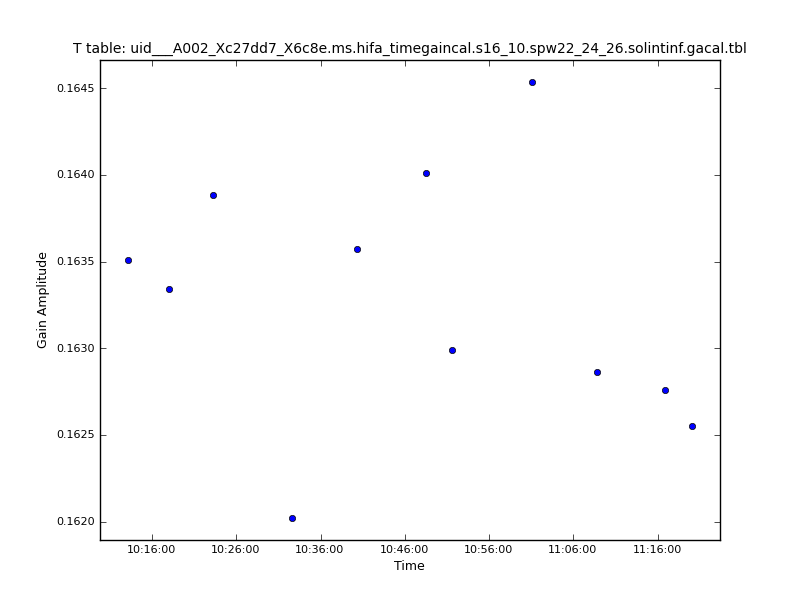 T table: uid___A002_Xc27dd7_X6c8e.ms.hifa_timegaincal.s16_10.spw22_24_26.solintinf.gacal.tbl
0.1645
0.1640
0.1635
0.1630
0.1625
0.1620
Gain Amplitude
10:16:00 10:26:00 10:36:00 10:46:00 10:56:00 11:06:00 11:16:00
Time